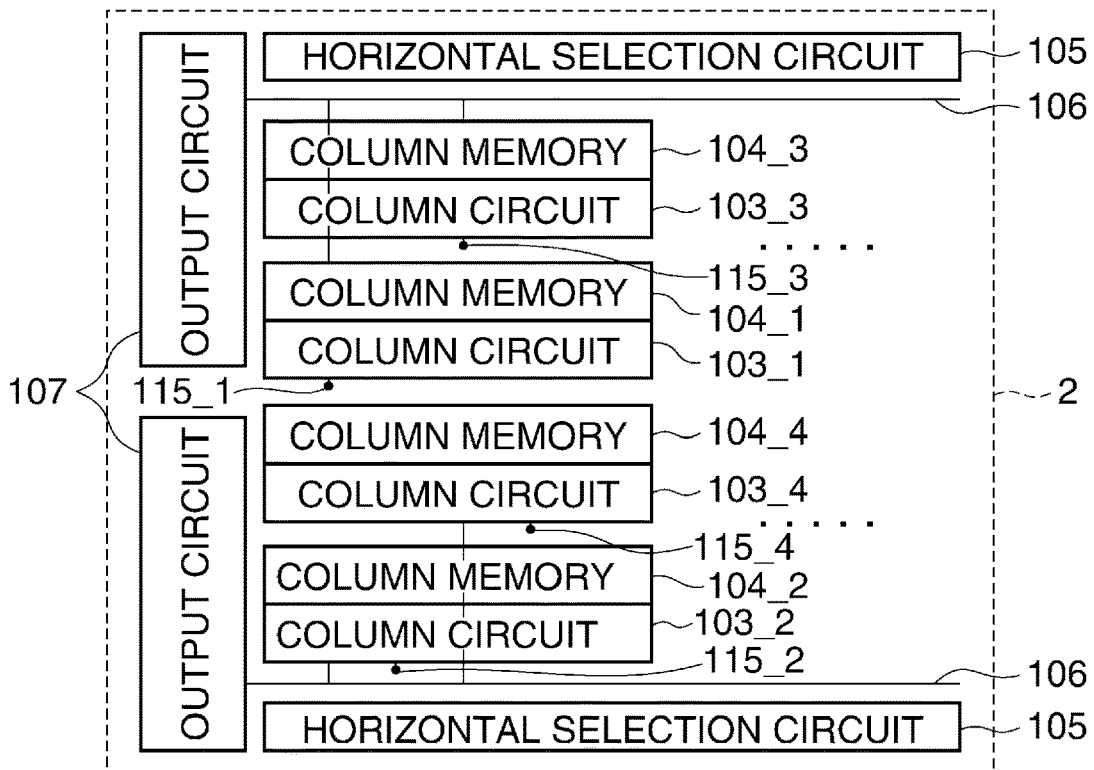 HORIZONTAL SELECTION CIRCUIT
105
106
OUTPUT CIRCUIT
COLUMN MEMORY
104_3
COLUMN CIRCUIT
103_3
.....
115_3
COLUMN MEMORY
104_1
COLUMN CIRCUIT
103_1
107
115_1
2
OUTPUT CIRCUIT
COLUMN MEMORY
104_4
COLUMN CIRCUIT
103_4
.....
115_4
COLUMN MEMORY
104_2
COLUMN CIRCUIT
103_2
115_2
106
HORIZONTAL SELECTION CIRCUIT
105